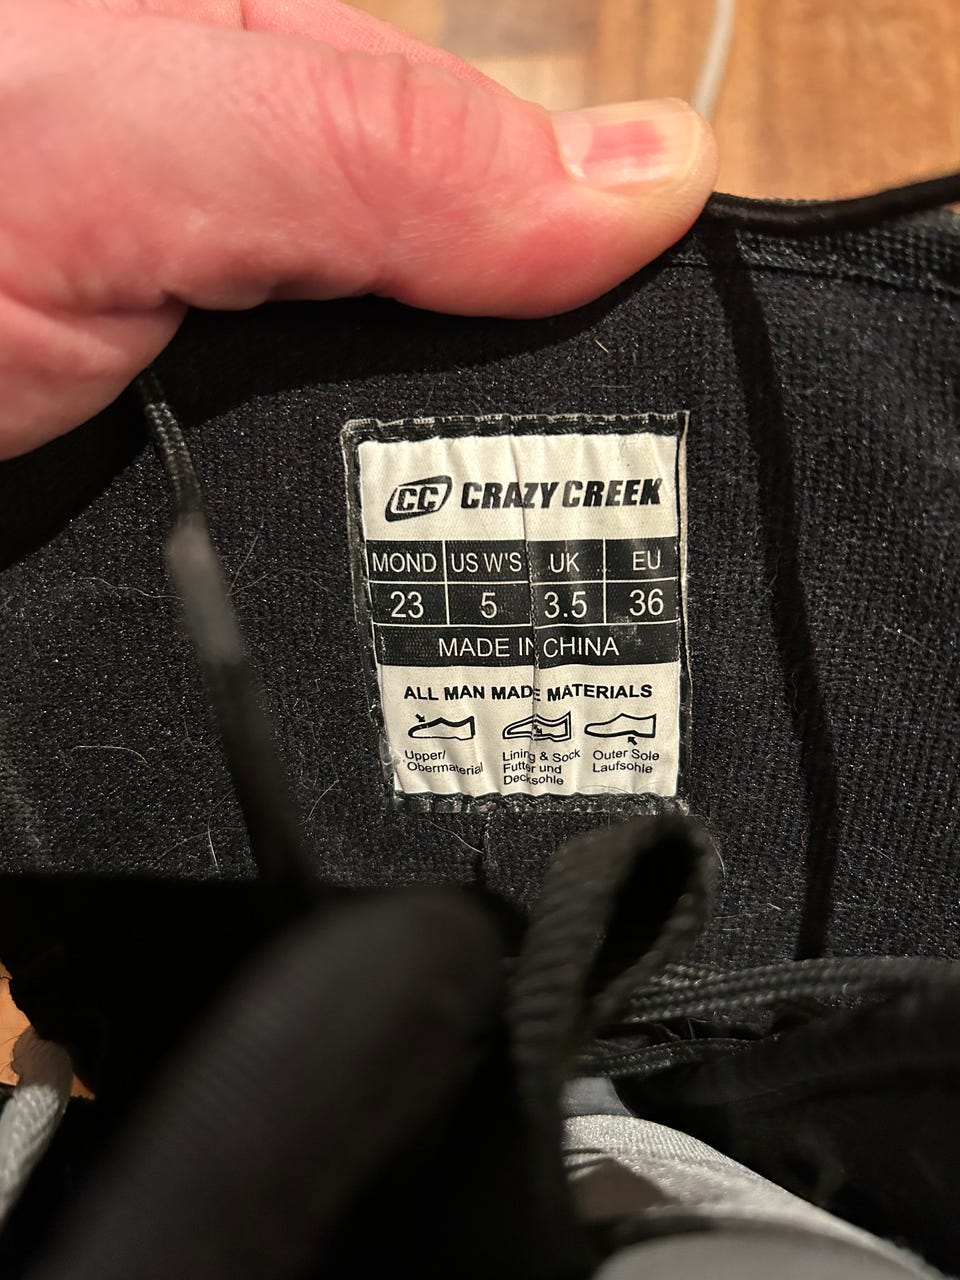 CC CRAZY CREEK
MOND US W'S UK EU
23 5 3.5 36
MADE IN CHINA
ALL MAN MADE MATERIALS
Upper/
Obermaterial
Lining & Sock
Futter und
Decksohle
Outer Sole
Laufsohle